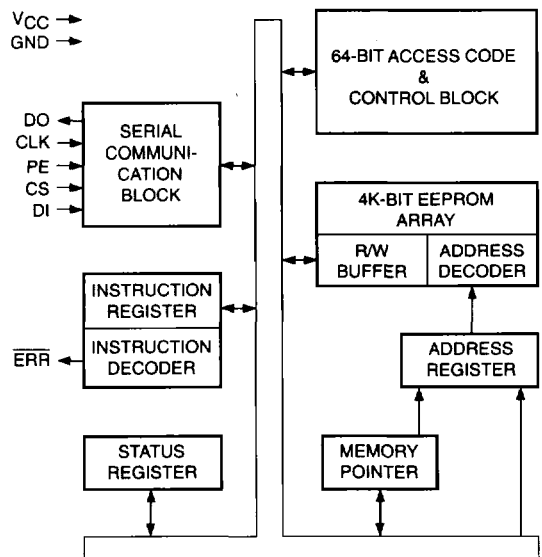 VCC
GND
DO
CLK
PE
CS
DI
SERIAL
COMMUNI-
CATION
BLOCK
64-BIT ACCESS CODE
&
CONTROL BLOCK
4K-BIT EEPROM
ARRAY
R/W
BUFFER
ADDRESS
DECODER
INSTRUCTION
REGISTER
INSTRUCTION
DECODER
ERR
ADDRESS
REGISTER
STATUS
REGISTER
MEMORY
POINTER